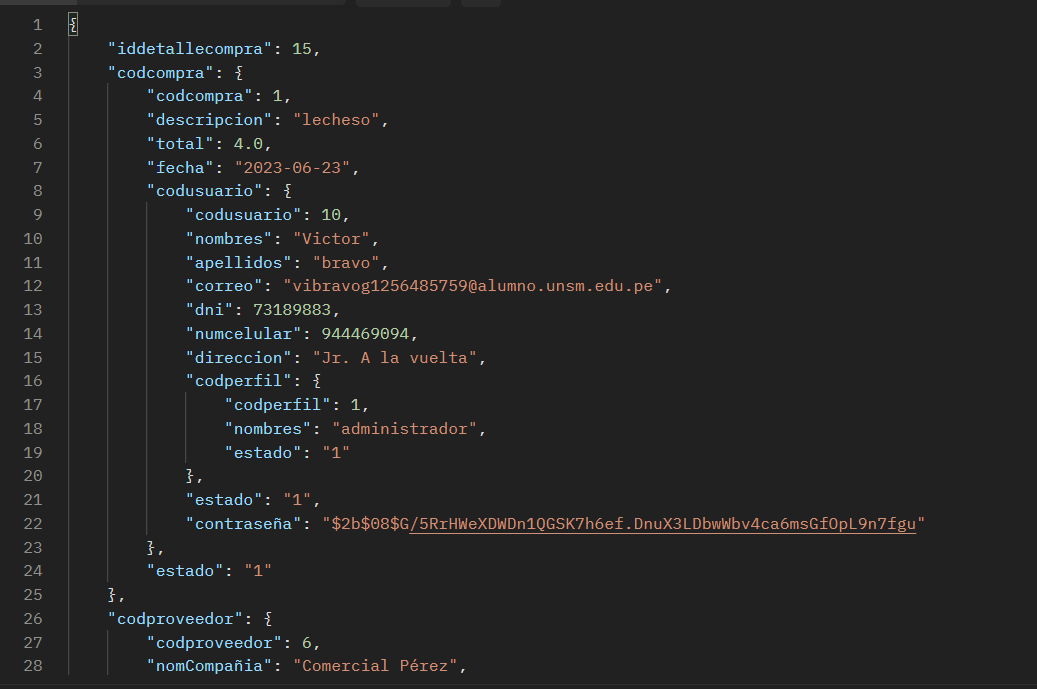 1 {
2 "iddetallecompra": 15,
3 "codcompra": {
4 "codcompra": 1,
5 "descripcion": "lecheso",
6 "total": 4.0,
7 "fecha": "2023-06-23",
8 "codusuario": {
9 "codusuario": 10,
10 "nombres": "Victor",
11 "apellidos": "bravo",
12 "correo": "vibravog1256485759@alumno.unsm.edu.pe",
13 "dni": 73189883,
14 "numcelular": 944469094,
15 "direccion": "Jr. A la vuelta",
16 "codperfil": {
17 "codperfil": 1,
18 "nombres": "administrador",
19 "estado": "1"
20 },
21 "estado": "1",
22 "contraseña": "$2b$08$G/5RrHWeXDWDn1QGSK7h6ef.DnuX3LDbwWbv4ca6msGfOpL9n7fgu"
23 },
24 "estado": "1"
25 },
26 "codproveedor": {
27 "codproveedor": 6,
28 "nomCompañia": "Comercial Pérez",